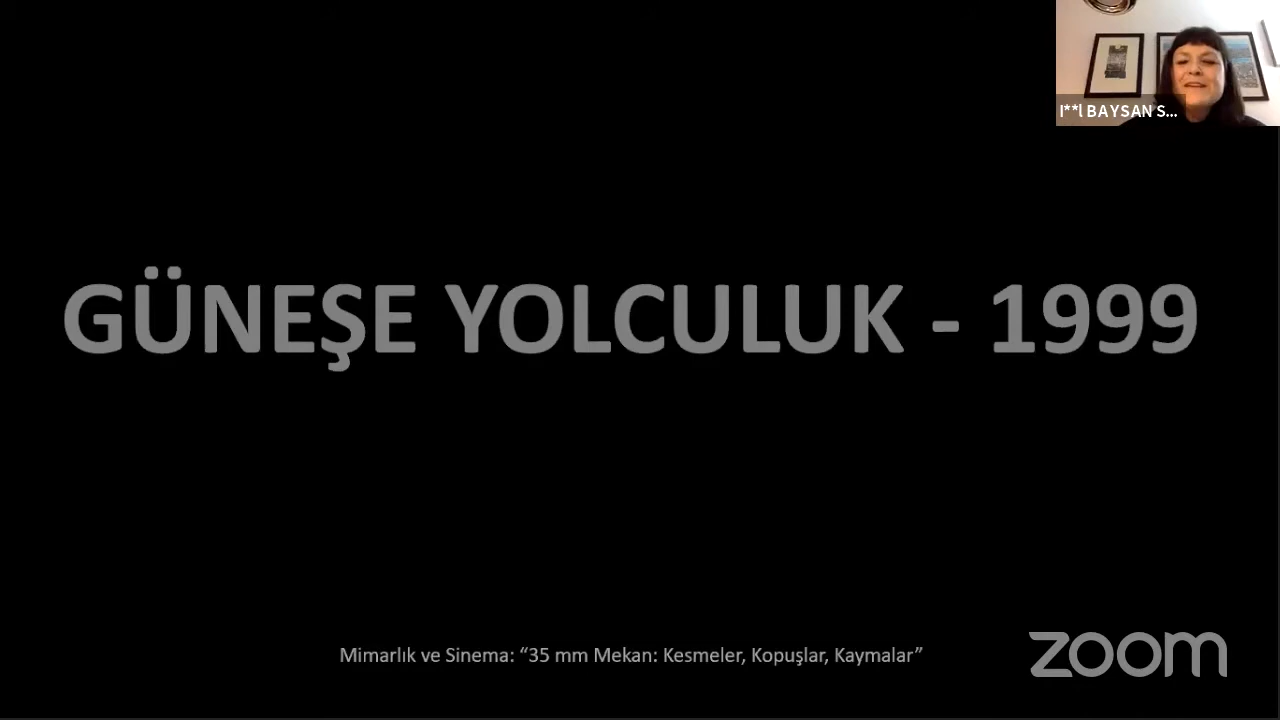 I**l BAYSAN S...
GÜNEŞE YOLCULUK - 1999
Mimarlık ve Sinema: “35 mm Mekan: Kesmeler, Kopuşlar, Kaymalar”
zoom